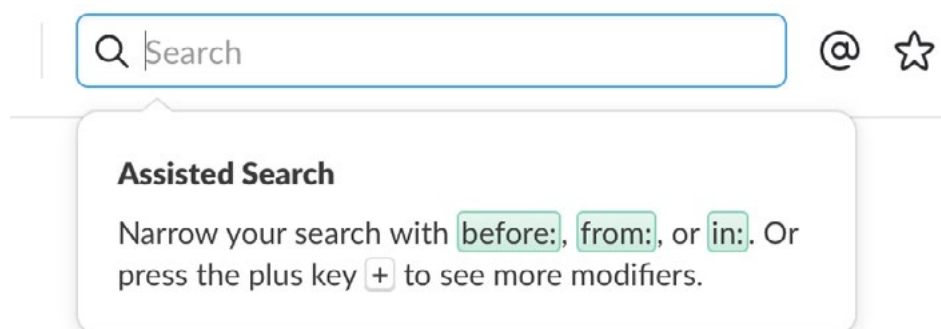 Search
@
Assisted Search
Narrow your search with before:, from:, or in:. Or
press the plus key + to see more modifiers.